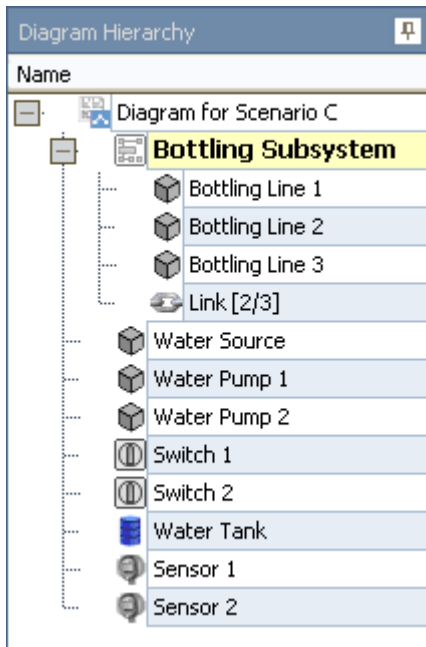 Diagram Hierarchy
Name
Diagram for Scenario C
Bottling Subsystem
Bottling Line 1
Bottling Line 2
Bottling Line 3
Link [2/3]
Water Source
Water Pump 1
Water Pump 2
Switch 1
Switch 2
Water Tank
Sensor 1
Sensor 2